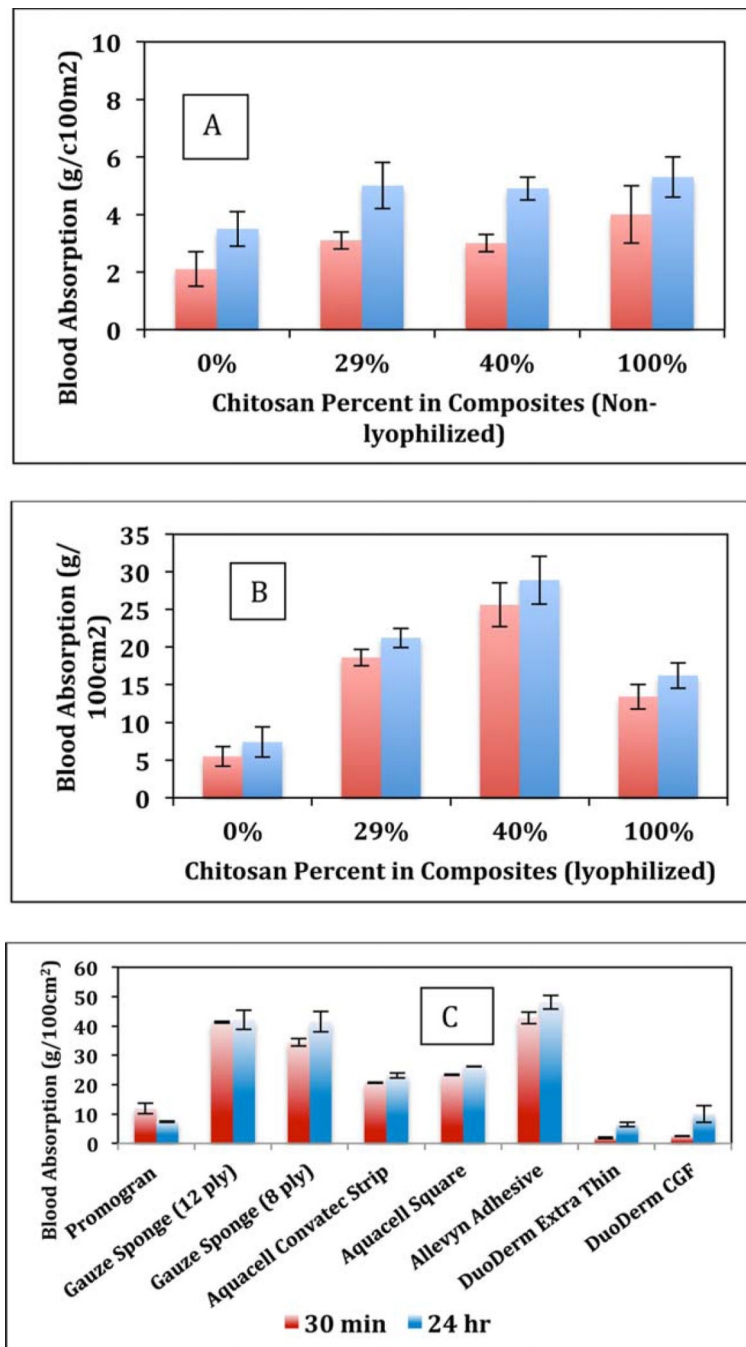 10
8
6
4
2
0
Blood Absorption (g/c100m2)
A
0% 29% 40% 100%
Chitosan Percent in Composites (Non-
lyophilized)
35
30
25
20
15
10
5
0
Blood Absorption (g/
100cm2)
B
0% 29% 40% 100%
Chitosan Percent in Composites (lyophilized)
60
50
40
30
20
10
0
Blood Absorption (g/100cm²)
C
Promogran
Gauze Sponge (12 ply)
Gauze Sponge (8 ply)
Aquacell Convatec Strip
Aquacell Square
Allevyn Adhesive
DuoDerm Extra Thin
DuoDerm CGF
30 min 24 hr